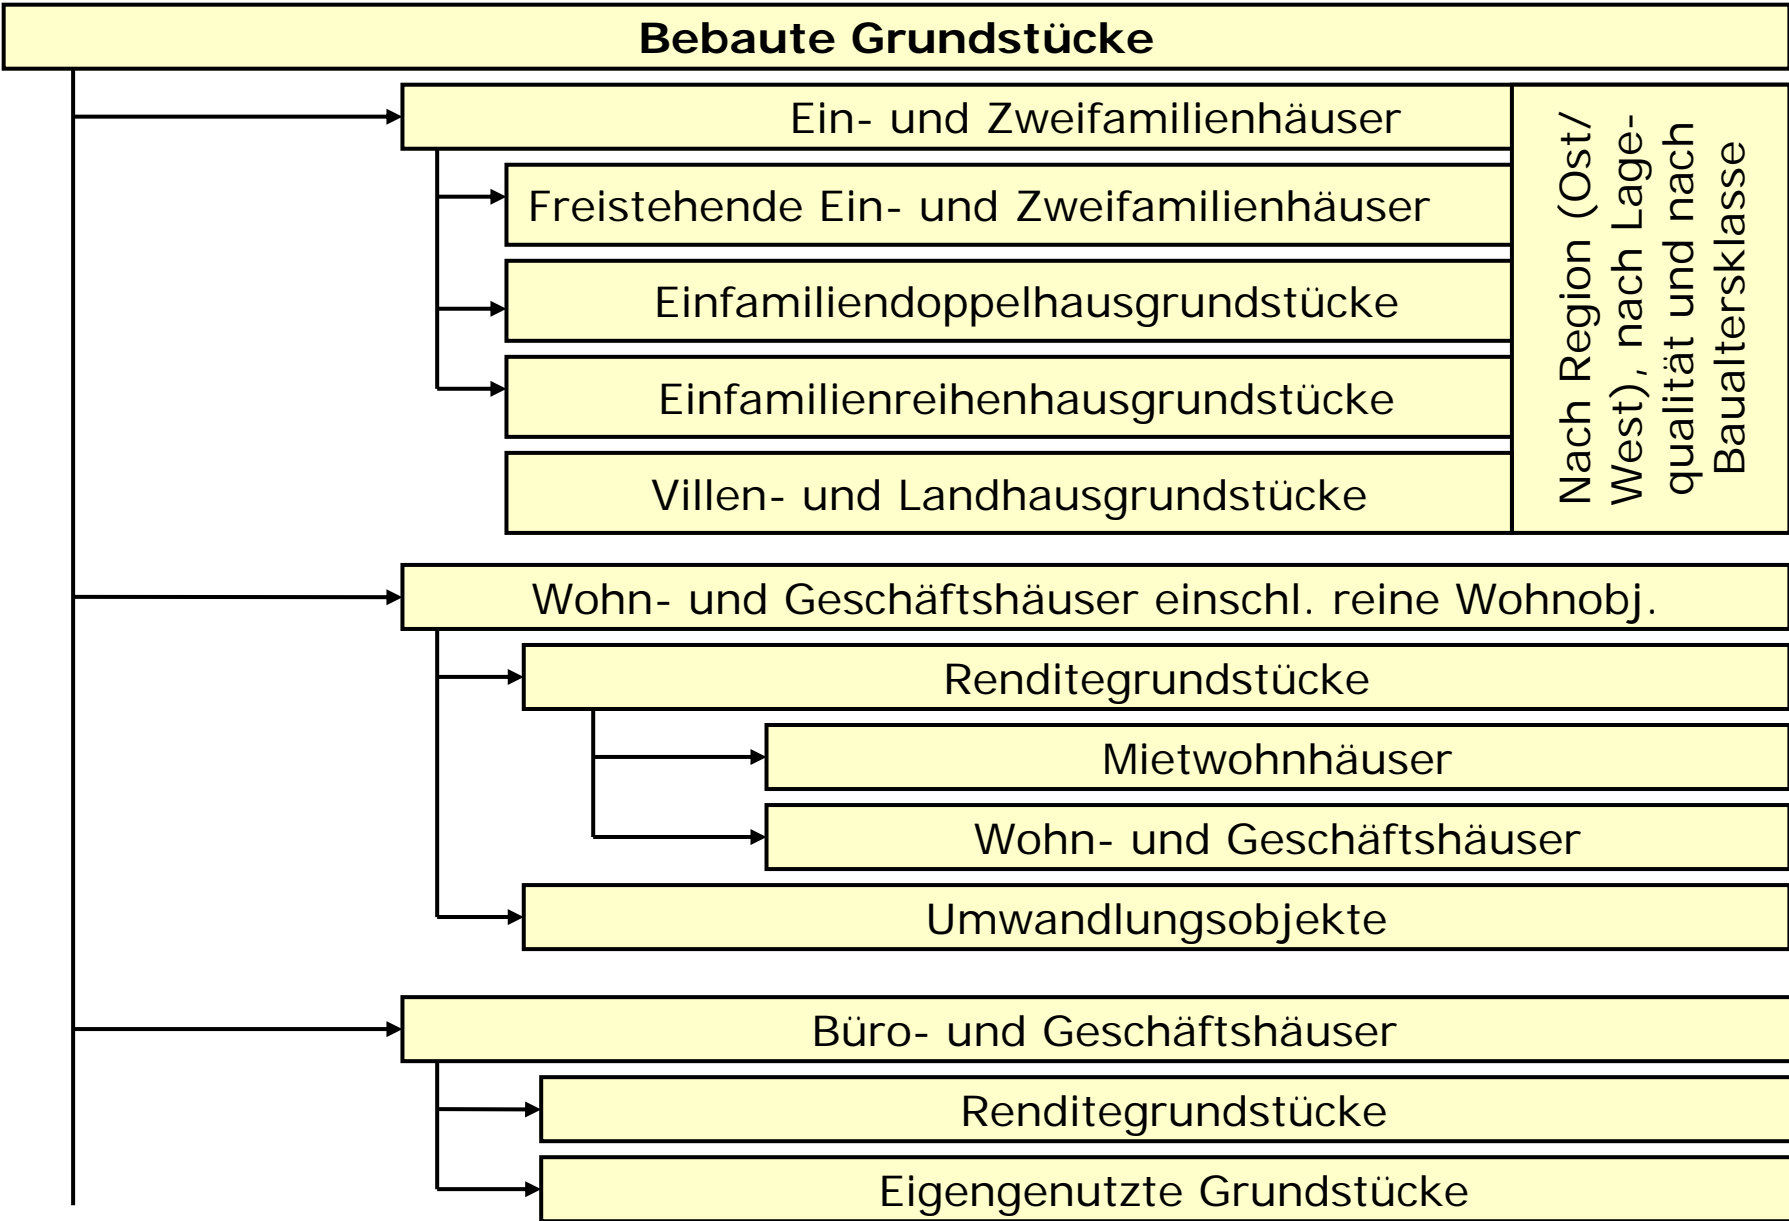 Bebaute Grundstücke
Ein- und Zweifamilienhäuser
Freistehende Ein- und Zweifamilienhäuser
Einfamiliendoppelhausgrundstücke
Einfamilienreihenhausgrundstücke
Villen- und Landhausgrundstücke
Nach Region (Ost/
West), nach Lage-
qualität und nach
Baualtersklasse
Wohn- und Geschäftshäuser einschl. reine Wohnobj.
Renditegrundstücke
Mietwohnhäuser
Wohn- und Geschäftshäuser
Umwandlungsobjekte
Büro- und Geschäftshäuser
Renditegrundstücke
Eigengenutzte Grundstücke